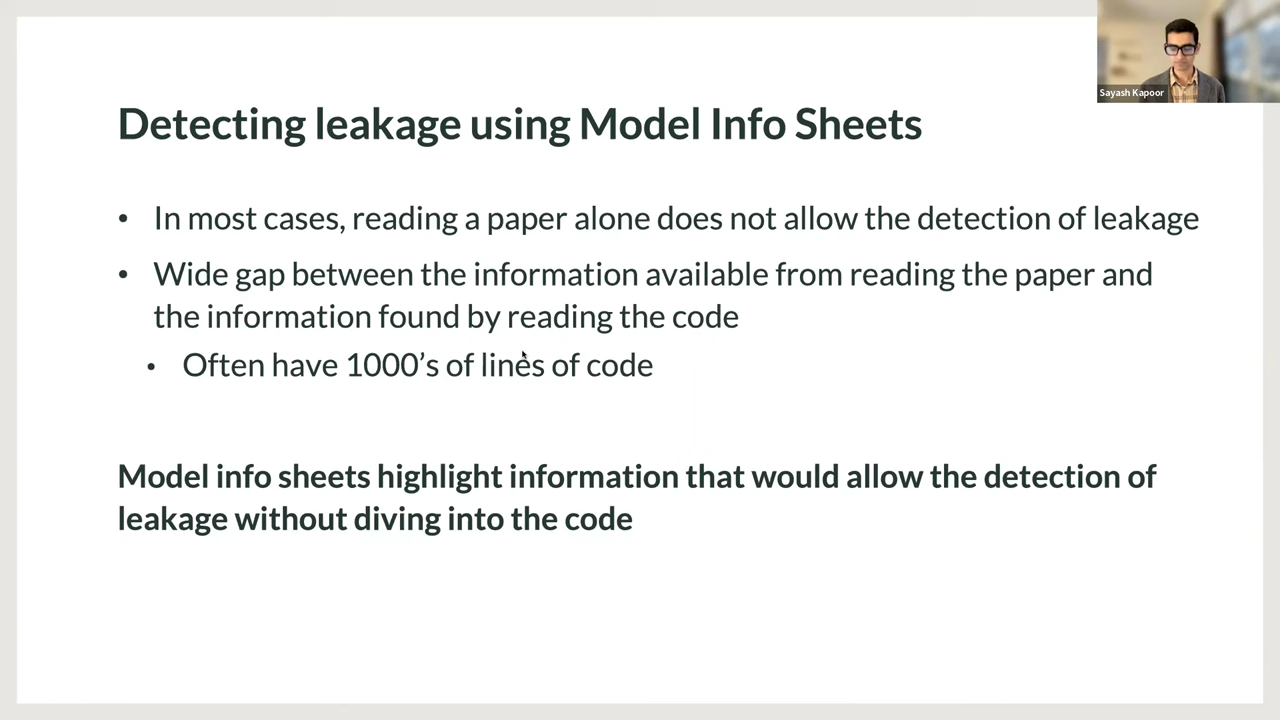 Sayash Kapoor
Detecting leakage using Model Info Sheets
• In most cases, reading a paper alone does not allow the detection of leakage
• Wide gap between the information available from reading the paper and
the information found by reading the code
• Often have 1000’s of lines of code
Model info sheets highlight information that would allow the detection of
leakage without diving into the code